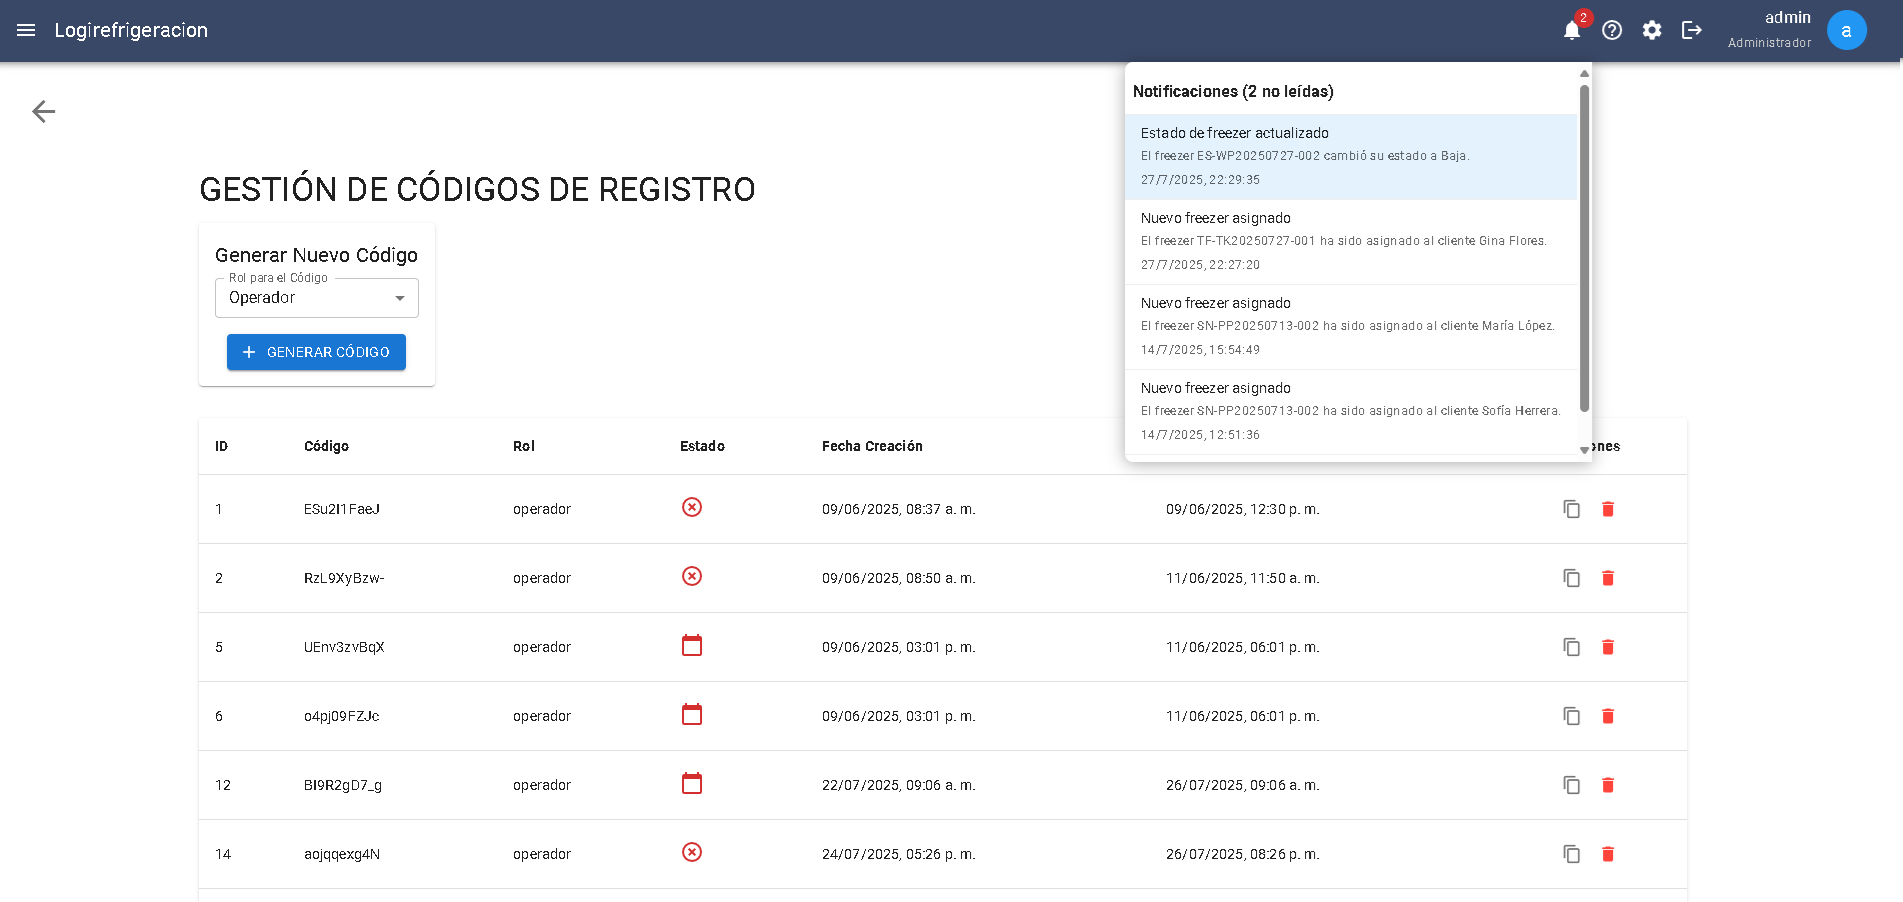 Logirefrigeracion
2
admin
Administrador
a
Notificaciones (2 no leídas)
Estado de freezer actualizado
El freezer ES-WP20250727-002 cambió su estado a Baja.
27/7/2025, 22:29:35
Nuevo freezer asignado
El freezer TF-TK20250727-001 ha sido asignado al cliente Gina Flores.
27/7/2025, 22:27:20
Nuevo freezer asignado
El freezer SN-PP20250713-002 ha sido asignado al cliente María López.
14/7/2025, 15:54:49
Nuevo freezer asignado
El freezer SN-PP20250713-002 ha sido asignado al cliente Sofía Herrera.
14/7/2025, 12:51:36
GESTIÓN DE CÓDIGOS DE REGISTRO
Generar Nuevo Código
Rol para el Código
Operador
GENERAR CÓDIGO
ID Código Rol Estado Fecha Creación
1 ESu2I1FaeJ operador 09/06/2025, 08:37 a. m. 09/06/2025, 12:30 p. m.
2 RzL9XyBzw- operador 09/06/2025, 08:50 a. m. 11/06/2025, 11:50 a. m.
5 UEnv3zvBqX operador 09/06/2025, 03:01 p. m. 11/06/2025, 06:01 p. m.
6 o4pj09FZJc operador 09/06/2025, 03:01 p. m. 11/06/2025, 06:01 p. m.
12 BI9R2gD7_g operador 22/07/2025, 09:06 a. m. 26/07/2025, 09:06 a. m.
14 aojqqexg4N operador 24/07/2025, 05:26 p. m. 26/07/2025, 08:26 p. m.